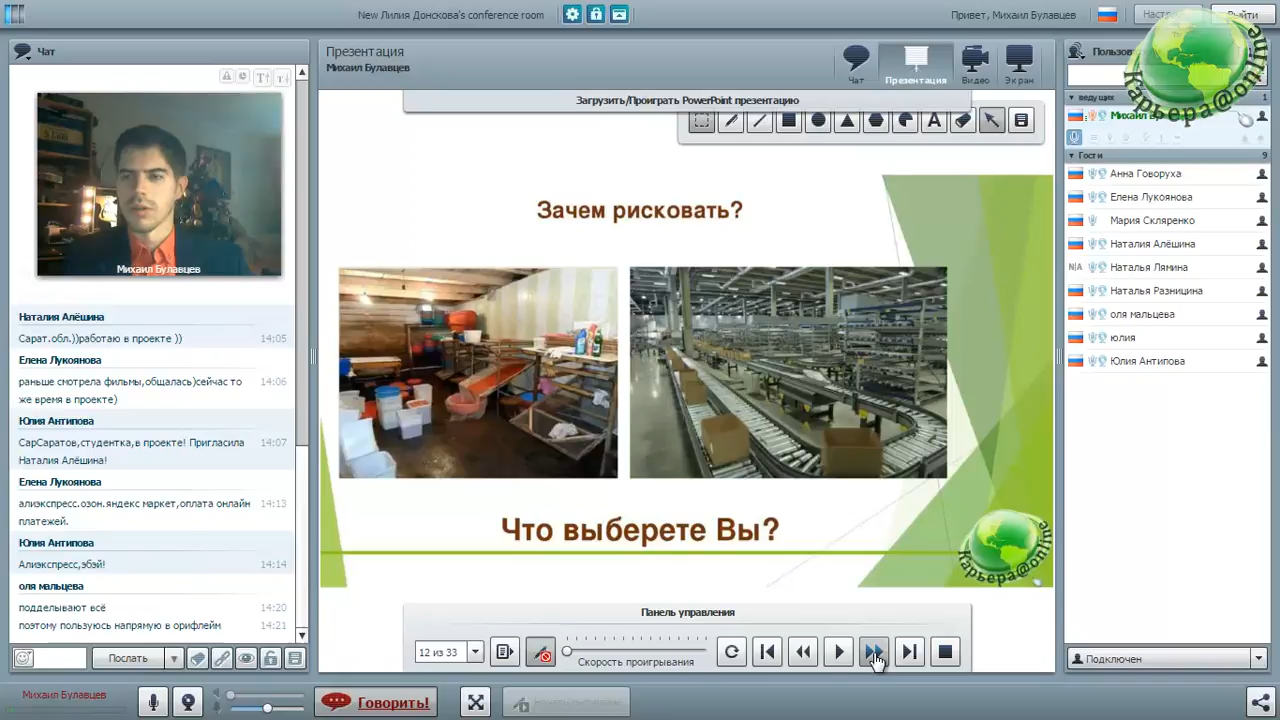 New Лилия Донскова's conference room
Привет, Михаил Булавцев
Выйти
Чат
Михаил Булавцев
Наталия Алёшина
Сарат.обл.))работаю в проекте ))
14:05
Елена Лукоянова
раньше смотрела фильмы,общалась)сейчас то
14:06
же время в проекте)
Юлия Антипова
СарСаратов,студентка,в проекте! Пригласила
14:07
Наталия Алёшина!
Елена Лукоянова
алиэкспресс.озон.яндекс маркет,оплата онлайн
14:13
платежей.
Юлия Антипова
Алиэкспресс,эбэй!
14:14
оля мальцева
подделывают всё
14:20
поэтому пользуюсь напрямую в орифлейм
14:21
Послать
Михаил Булавцев
Говорить!
Презентация
Михаил Булавцев
Чат
Презентация
Видео
Экран
Загрузить/Проиграть PowerPoint презентацию
Зачем рисковать?
Что выберете Вы?
Карьера@online
Панель управления
12 из 33
Скорость проигрывания
Карьера@online
ведущих
1
Михаил
Гости
9
Анна Говоруха
Елена Лукоянова
Мария Скляренко
Наталия Алёшина
N/A
Наталья Лямина
Наталья Разницина
оля мальцева
юлия
Юлия Антипова
Подключен